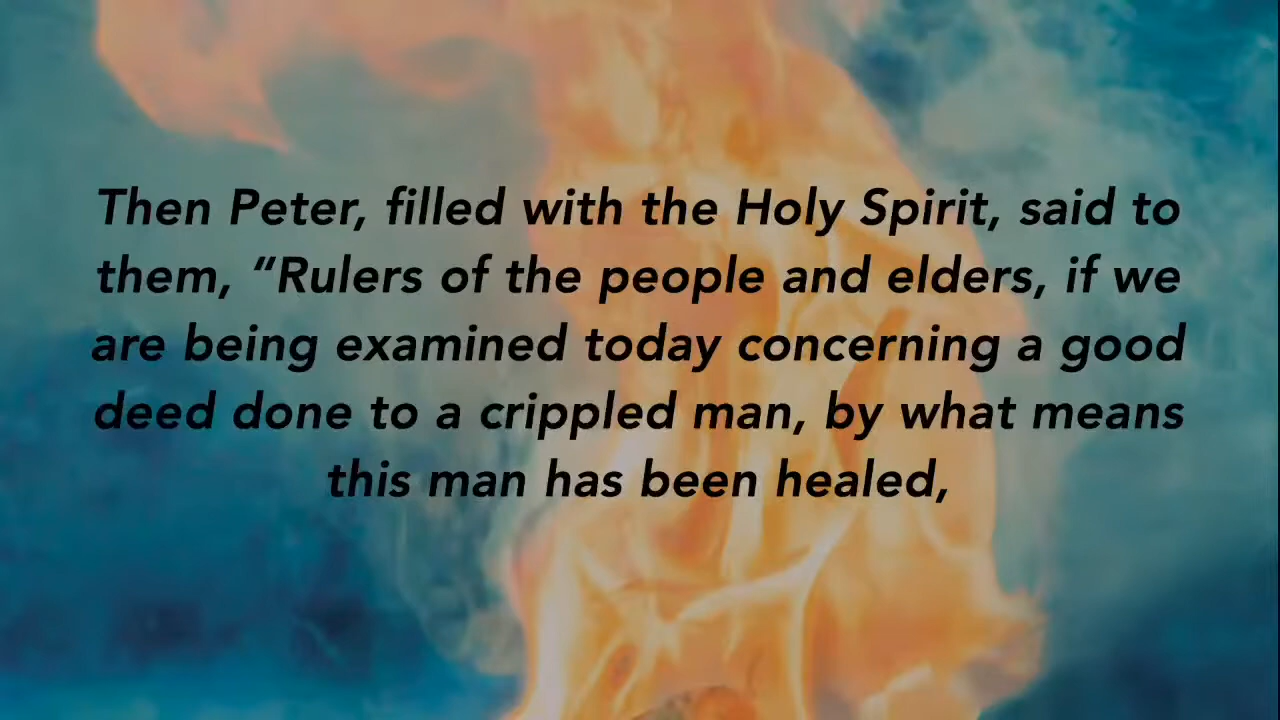 Then Peter, filled with the Holy Spirit, said to
them, “Rulers of the people and elders, if we
are being examined today concerning a good
deed done to a crippled man, by what means
this man has been healed,